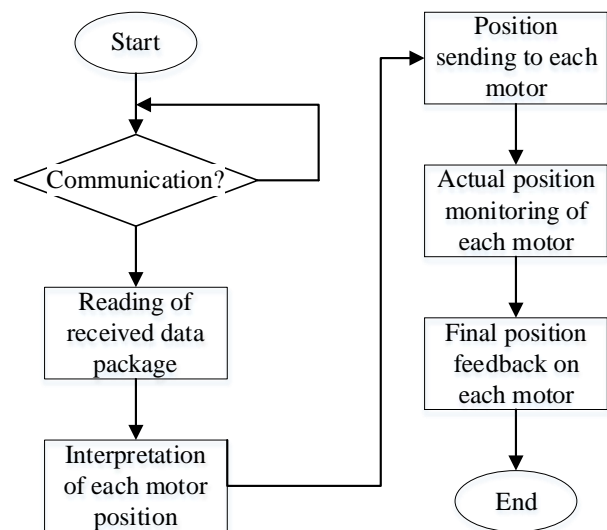 Start
Communication?
Reading of
received data
package
Interpretation
of each motor
position
Position
sending to each
motor
Actual position
monitoring of
each motor
Final position
feedback on
each motor
End